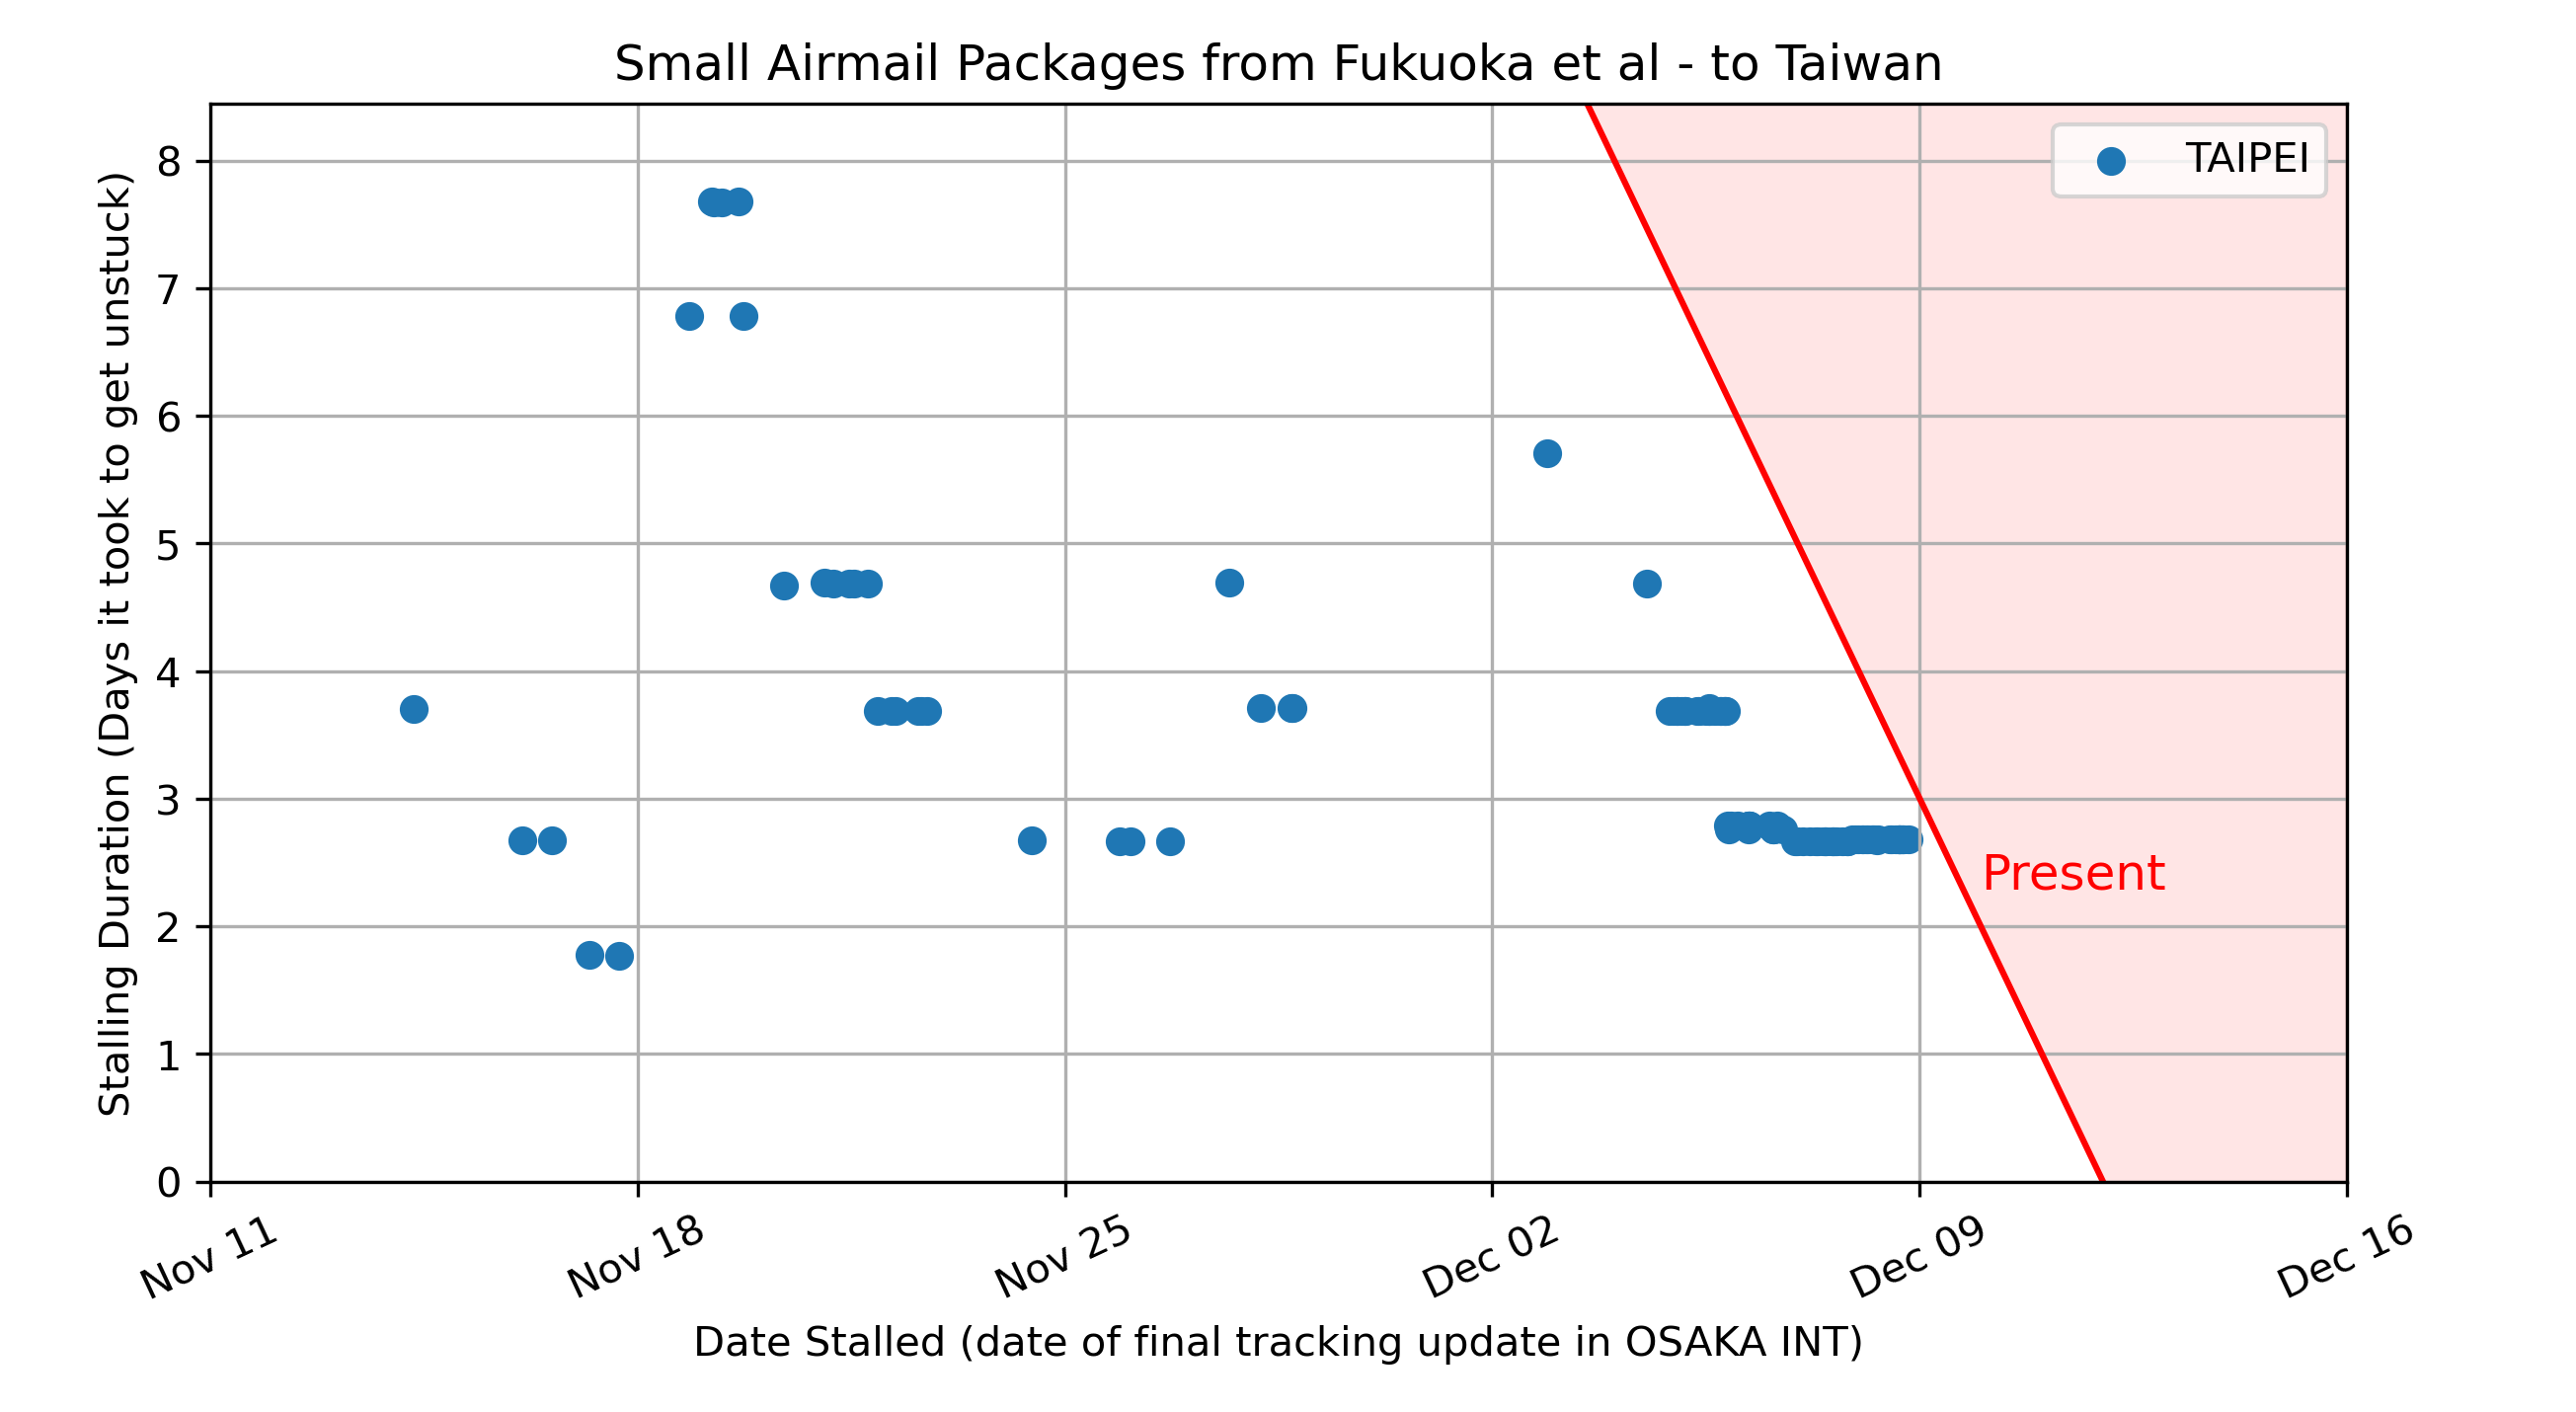 Small Airmail Packages from Fukuoka et al - to Taiwan
TAIPEI
Stalling Duration (Days it took to get unstuck)
8
7
6
5
4
3
2
1
0
Present
Nov 11
Nov 18
Nov 25
Dec 02
Dec 09
Dec 16
Date Stalled (date of final tracking update in OSAKA INT)